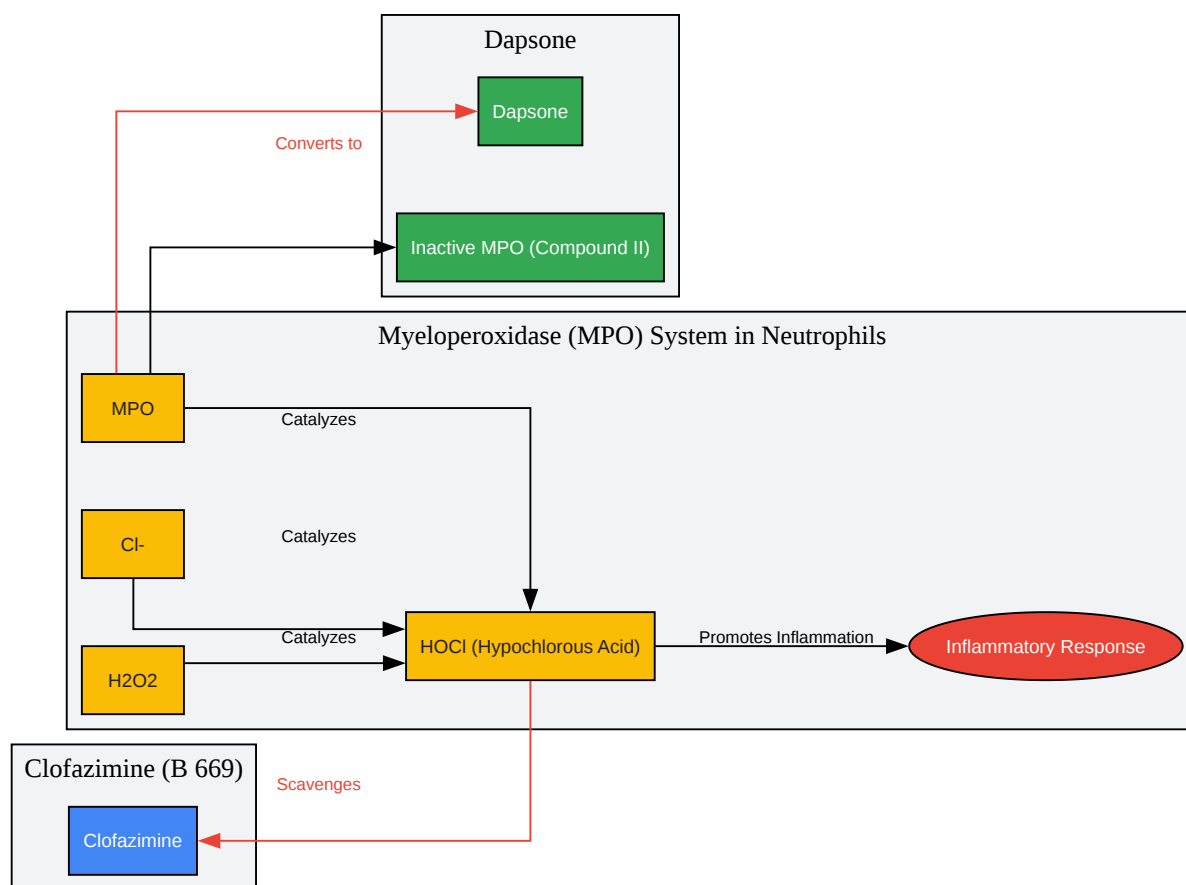 Dapsone
Dapsone
Converts to
Inactive MPO (Compound II)
Myeloperoxidase (MPO) System in Neutrophils
MPO
Catalyzes
Cl-
Catalyzes
Catalyzes
HOCl (Hypochlorous Acid)
Promotes Inflammation
Inflammatory Response
H2O2
Clofazimine (B 669)
Scavenges
Clofazimine